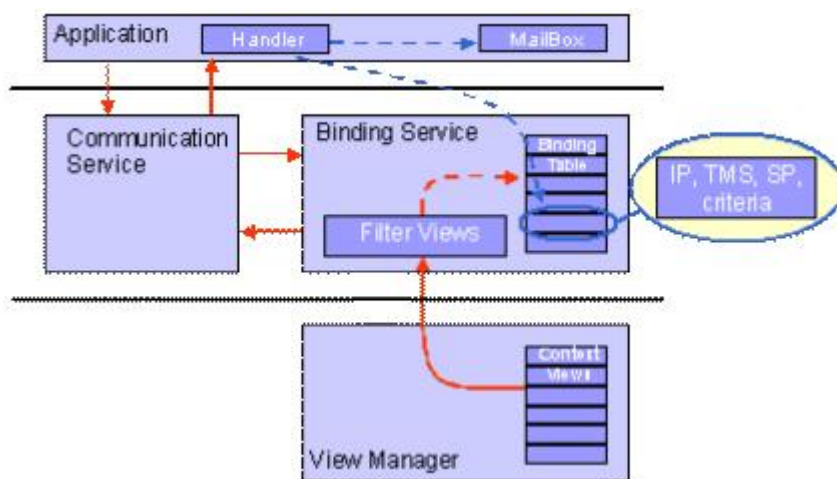 Application
Handler
MailBox
Communication
Service
Binding Service
Binding
Table
IP, TMS, SP,
criteria
Filter Views
Context
Views
View Manager